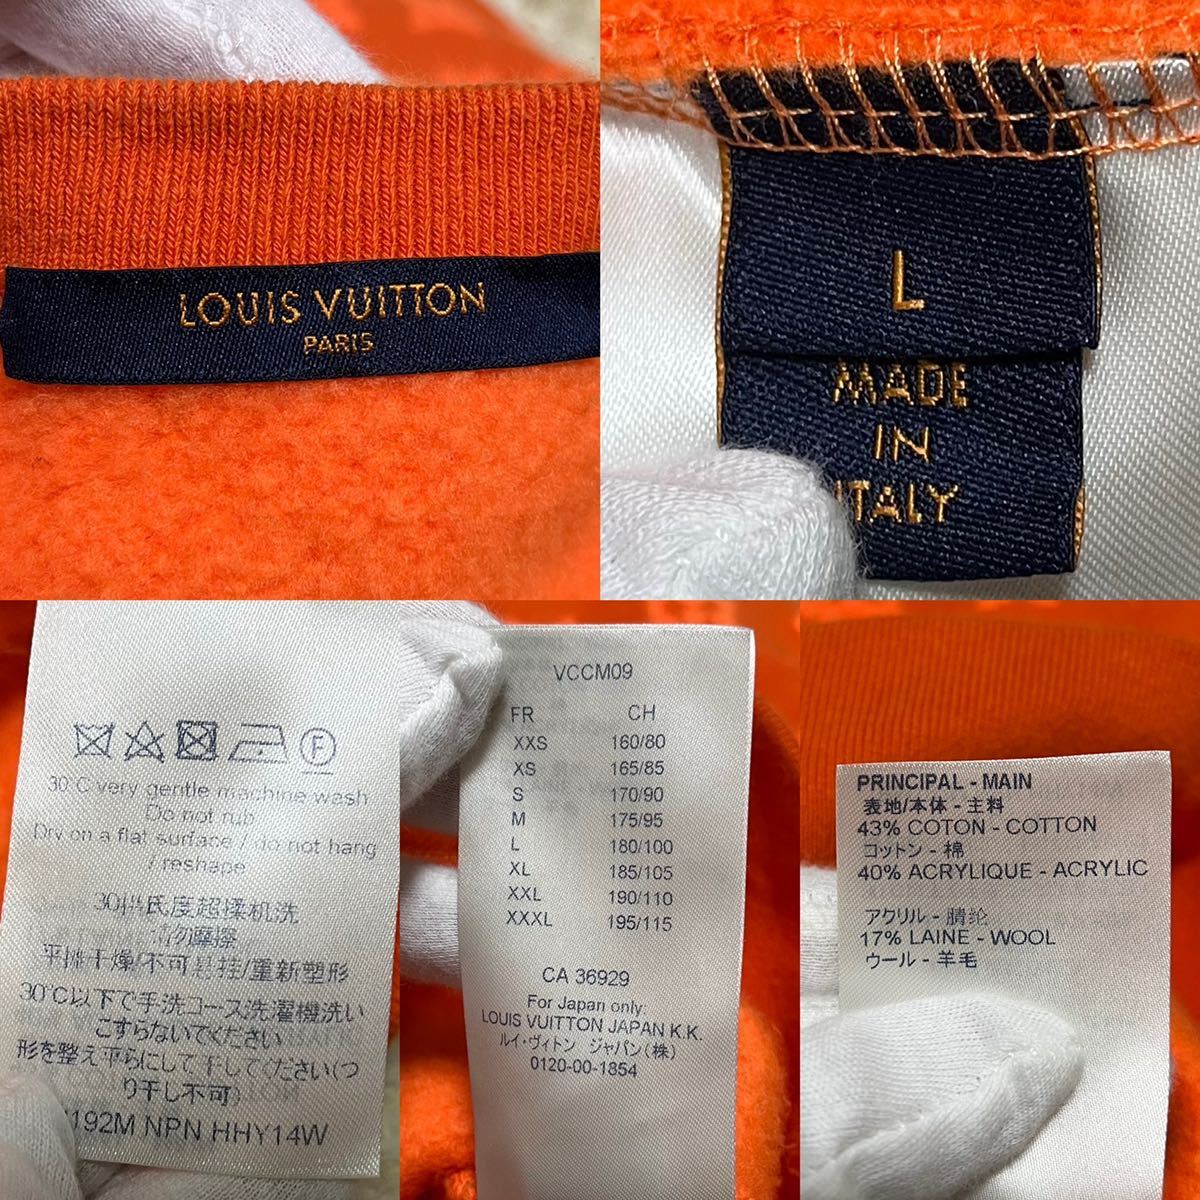 LOUIS VUITTON
PARIS
L
MADE
IN
ITALY
F
30°C very gentle machine wash
Do not rub
Dry on a flat surface / do not hang
/ reshape
30摄氏度超揉机洗
请勿摩擦
平摊干燥/不可悬挂/重新塑形
30℃以下で手洗コース洗濯機洗い
こすらないでください
形を整え平らにして干してください(つ
り干し不可)
192M NPN HHY14W
VCCM09
FR CH
XXS 160/80
XS 165/85
S 170/90
M 175/95
L 180/100
XL 185/105
XXL 190/110
XXXL 195/115
CA 36929
For Japan only:
LOUIS VUITTON JAPAN K.K.
ルイ・ヴィトン ジャパン(株)
0120-00-1854
PRINCIPAL - MAIN
表地/本体 - 主料
43% COTON - COTTON
コットン - 棉
40% ACRYLIQUE - ACRYLIC
アクリル - 腈纶
17% LAINE - WOOL
ウール - 羊毛